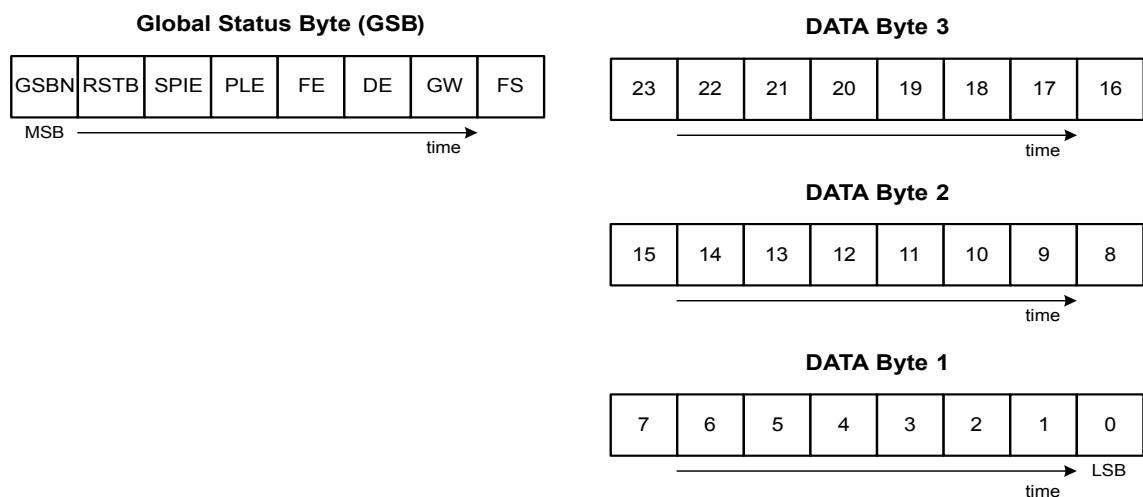 Global Status Byte (GSB)
GSBN RSTB SPIE PLE FE DE GW FS
MSB
time
DATA Byte 3
23 22 21 20 19 18 17 16
time
DATA Byte 2
15 14 13 12 11 10 9 8
time
DATA Byte 1
7 6 5 4 3 2 1 0
LSB
time